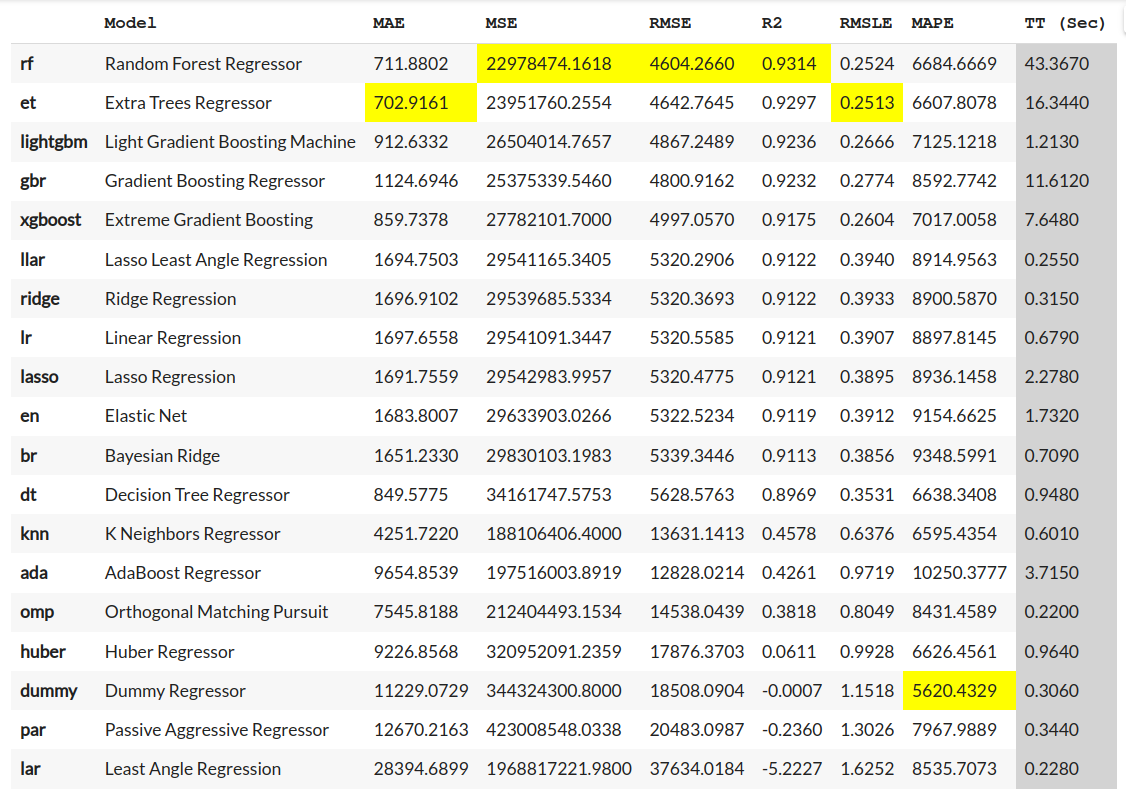 Model MAE MSE RMSE R2 RMSLE MAPE TT (Sec)
rf Random Forest Regressor 711.8802 22978474.1618 4604.2660 0.9314 0.2524 6684.6669 43.3670
et Extra Trees Regressor 702.9161 23951760.2554 4642.7645 0.9297 0.2513 6607.8078 16.3440
lightgbm Light Gradient Boosting Machine 912.6332 26504014.7657 4867.2489 0.9236 0.2666 7125.1218 1.2130
gbr Gradient Boosting Regressor 1124.6946 25375339.5460 4800.9162 0.9232 0.2774 8592.7742 11.6120
xgboost Extreme Gradient Boosting 859.7378 27782101.7000 4997.0570 0.9175 0.2604 7017.0058 7.6480
llar Lasso Least Angle Regression 1694.7503 29541165.3405 5320.2906 0.9122 0.3940 8914.9563 0.2550
ridge Ridge Regression 1696.9102 29539685.5334 5320.3693 0.9122 0.3933 8900.5870 0.3150
lr Linear Regression 1697.6558 29541091.3447 5320.5585 0.9121 0.3907 8897.8145 0.6790
lasso Lasso Regression 1691.7559 29542983.9957 5320.4775 0.9121 0.3895 8936.1458 2.2780
en Elastic Net 1683.8007 29633903.0266 5322.5234 0.9119 0.3912 9154.6625 1.7320
br Bayesian Ridge 1651.2330 29830103.1983 5339.3446 0.9113 0.3856 9348.5991 0.7090
dt Decision Tree Regressor 849.5775 34161747.5753 5628.5763 0.8969 0.3531 6638.3408 0.9480
knn K Neighbors Regressor 4251.7220 188106406.4000 13631.1413 0.4578 0.6376 6595.4354 0.6010
ada AdaBoost Regressor 9654.8539 197516003.8919 12828.0214 0.4261 0.9719 10250.3777 3.7150
omp Orthogonal Matching Pursuit 7545.8188 212404493.1534 14538.0439 0.3818 0.8049 8431.4589 0.2200
huber Huber Regressor 9226.8568 320952091.2359 17876.3703 0.0611 0.9928 6626.4561 0.9640
dummy Dummy Regressor 11229.0729 344324300.8000 18508.0904 -0.0007 1.1518 5620.4329 0.3060
par Passive Aggressive Regressor 12670.2163 423008548.0338 20483.0987 -0.2360 1.3026 7967.9889 0.3440
lar Least Angle Regression 28394.6899 1968817221.9800 37634.0184 -5.2227 1.6252 8535.7073 0.2280